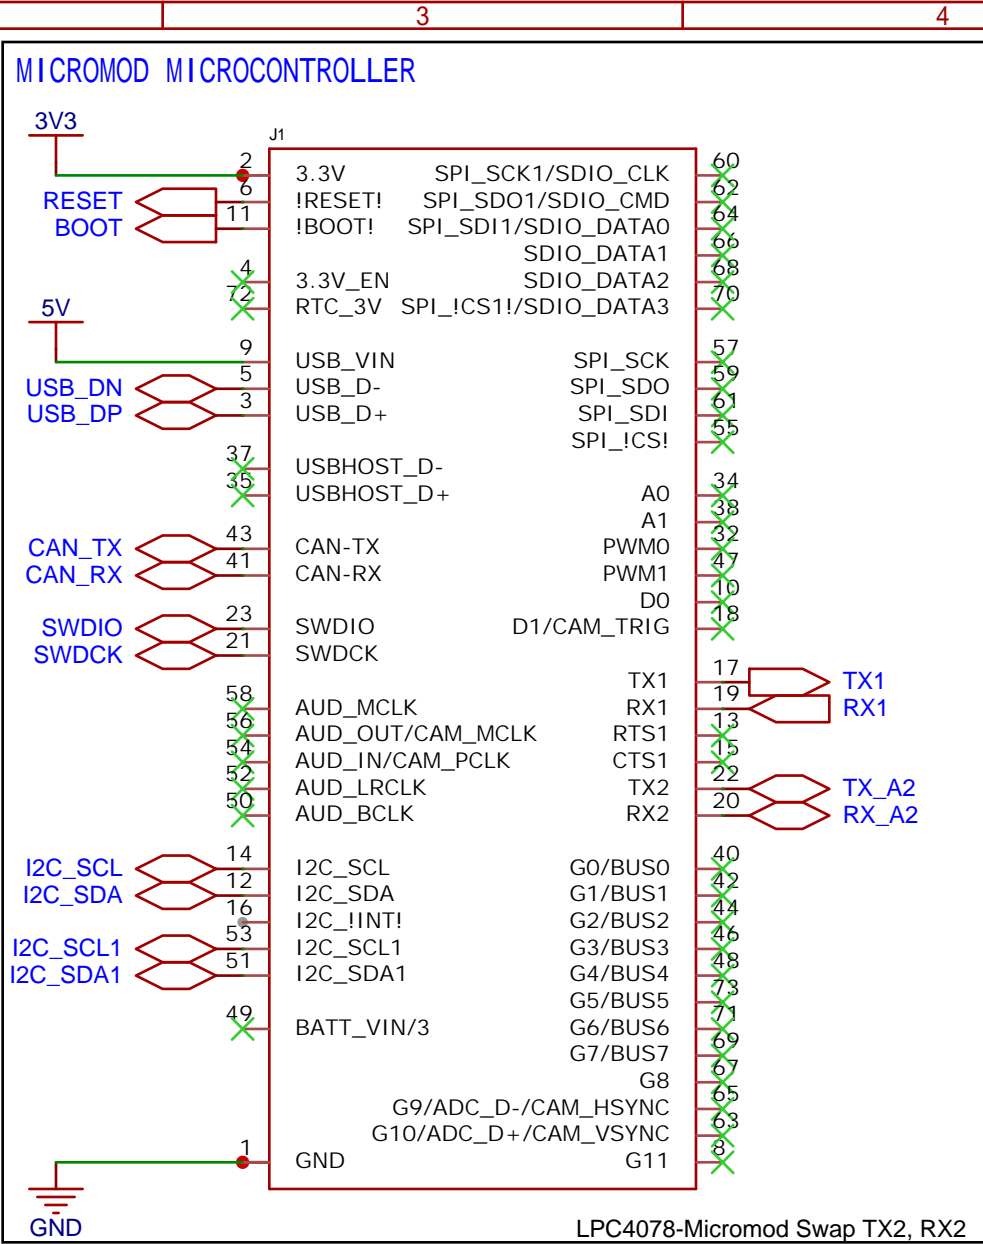 3 4
MICROMOD MICROCONTROLLER
3V3
J1
2 3.3V SPI_SCK1/SDIO_CLK 60
RESET 6 !RESET! SPI_SDO1/SDIO_CMD 62
BOOT 11 !BOOT! SPI_SDI1/SDIO_DATA0 64
SDIO_DATA1 66
4 3.3V_EN SDIO_DATA2 68
72 RTC_3V SPI_!CS1!/SDIO_DATA3 70
5V
9 USB_VIN SPI_SCK 57
USB_DN 5 USB_D- SPI_SDO 59
USB_DP 3 USB_D+ SPI_SDI 61
SPI_!CS! 55
37 USBHOST_D-
35 USBHOST_D+ A0 34
A1 38
CAN_TX 43 CAN-TX PWM0 32
CAN_RX 41 CAN-RX PWM1 47
D0 10
SWDIO 23 SWDIO D1/CAM_TRIG 18
SWDCK 21 SWDCK
TX1 17 TX1
58 AUD_MCLK RX1 19 RX1
56 AUD_OUT/CAM_MCLK RTS1 13
54 AUD_IN/CAM_PCLK CTS1 15
52 AUD_LRCLK TX2 22 TX_A2
50 AUD_BCLK RX2 20 RX_A2
I2C_SCL 14 I2C_SCL G0/BUS0 40
I2C_SDA 12 I2C_SDA G1/BUS1 42
16 I2C_!INT! G2/BUS2 44
I2C_SCL1 53 I2C_SCL1 G3/BUS3 46
I2C_SDA1 51 I2C_SDA1 G4/BUS4 48
G5/BUS5 73
49 BATT_VIN/3 G6/BUS6 71
G7/BUS7 69
G8 67
G9/ADC_D-/CAM_HSYNC 65
G10/ADC_D+/CAM_VSYNC 63
1 GND G11 8
GND
LPC4078-Micromod Swap TX2, RX2